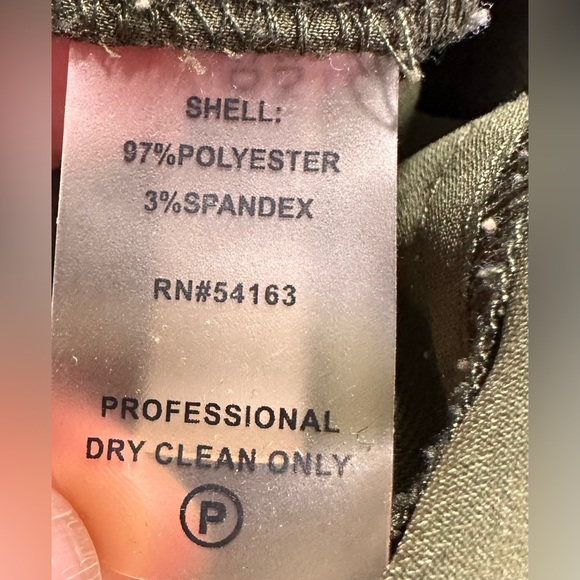 SHELL:
97%POLYESTER
3%SPANDEX
RN#54163
PROFESSIONAL
DRY CLEAN ONLY
P